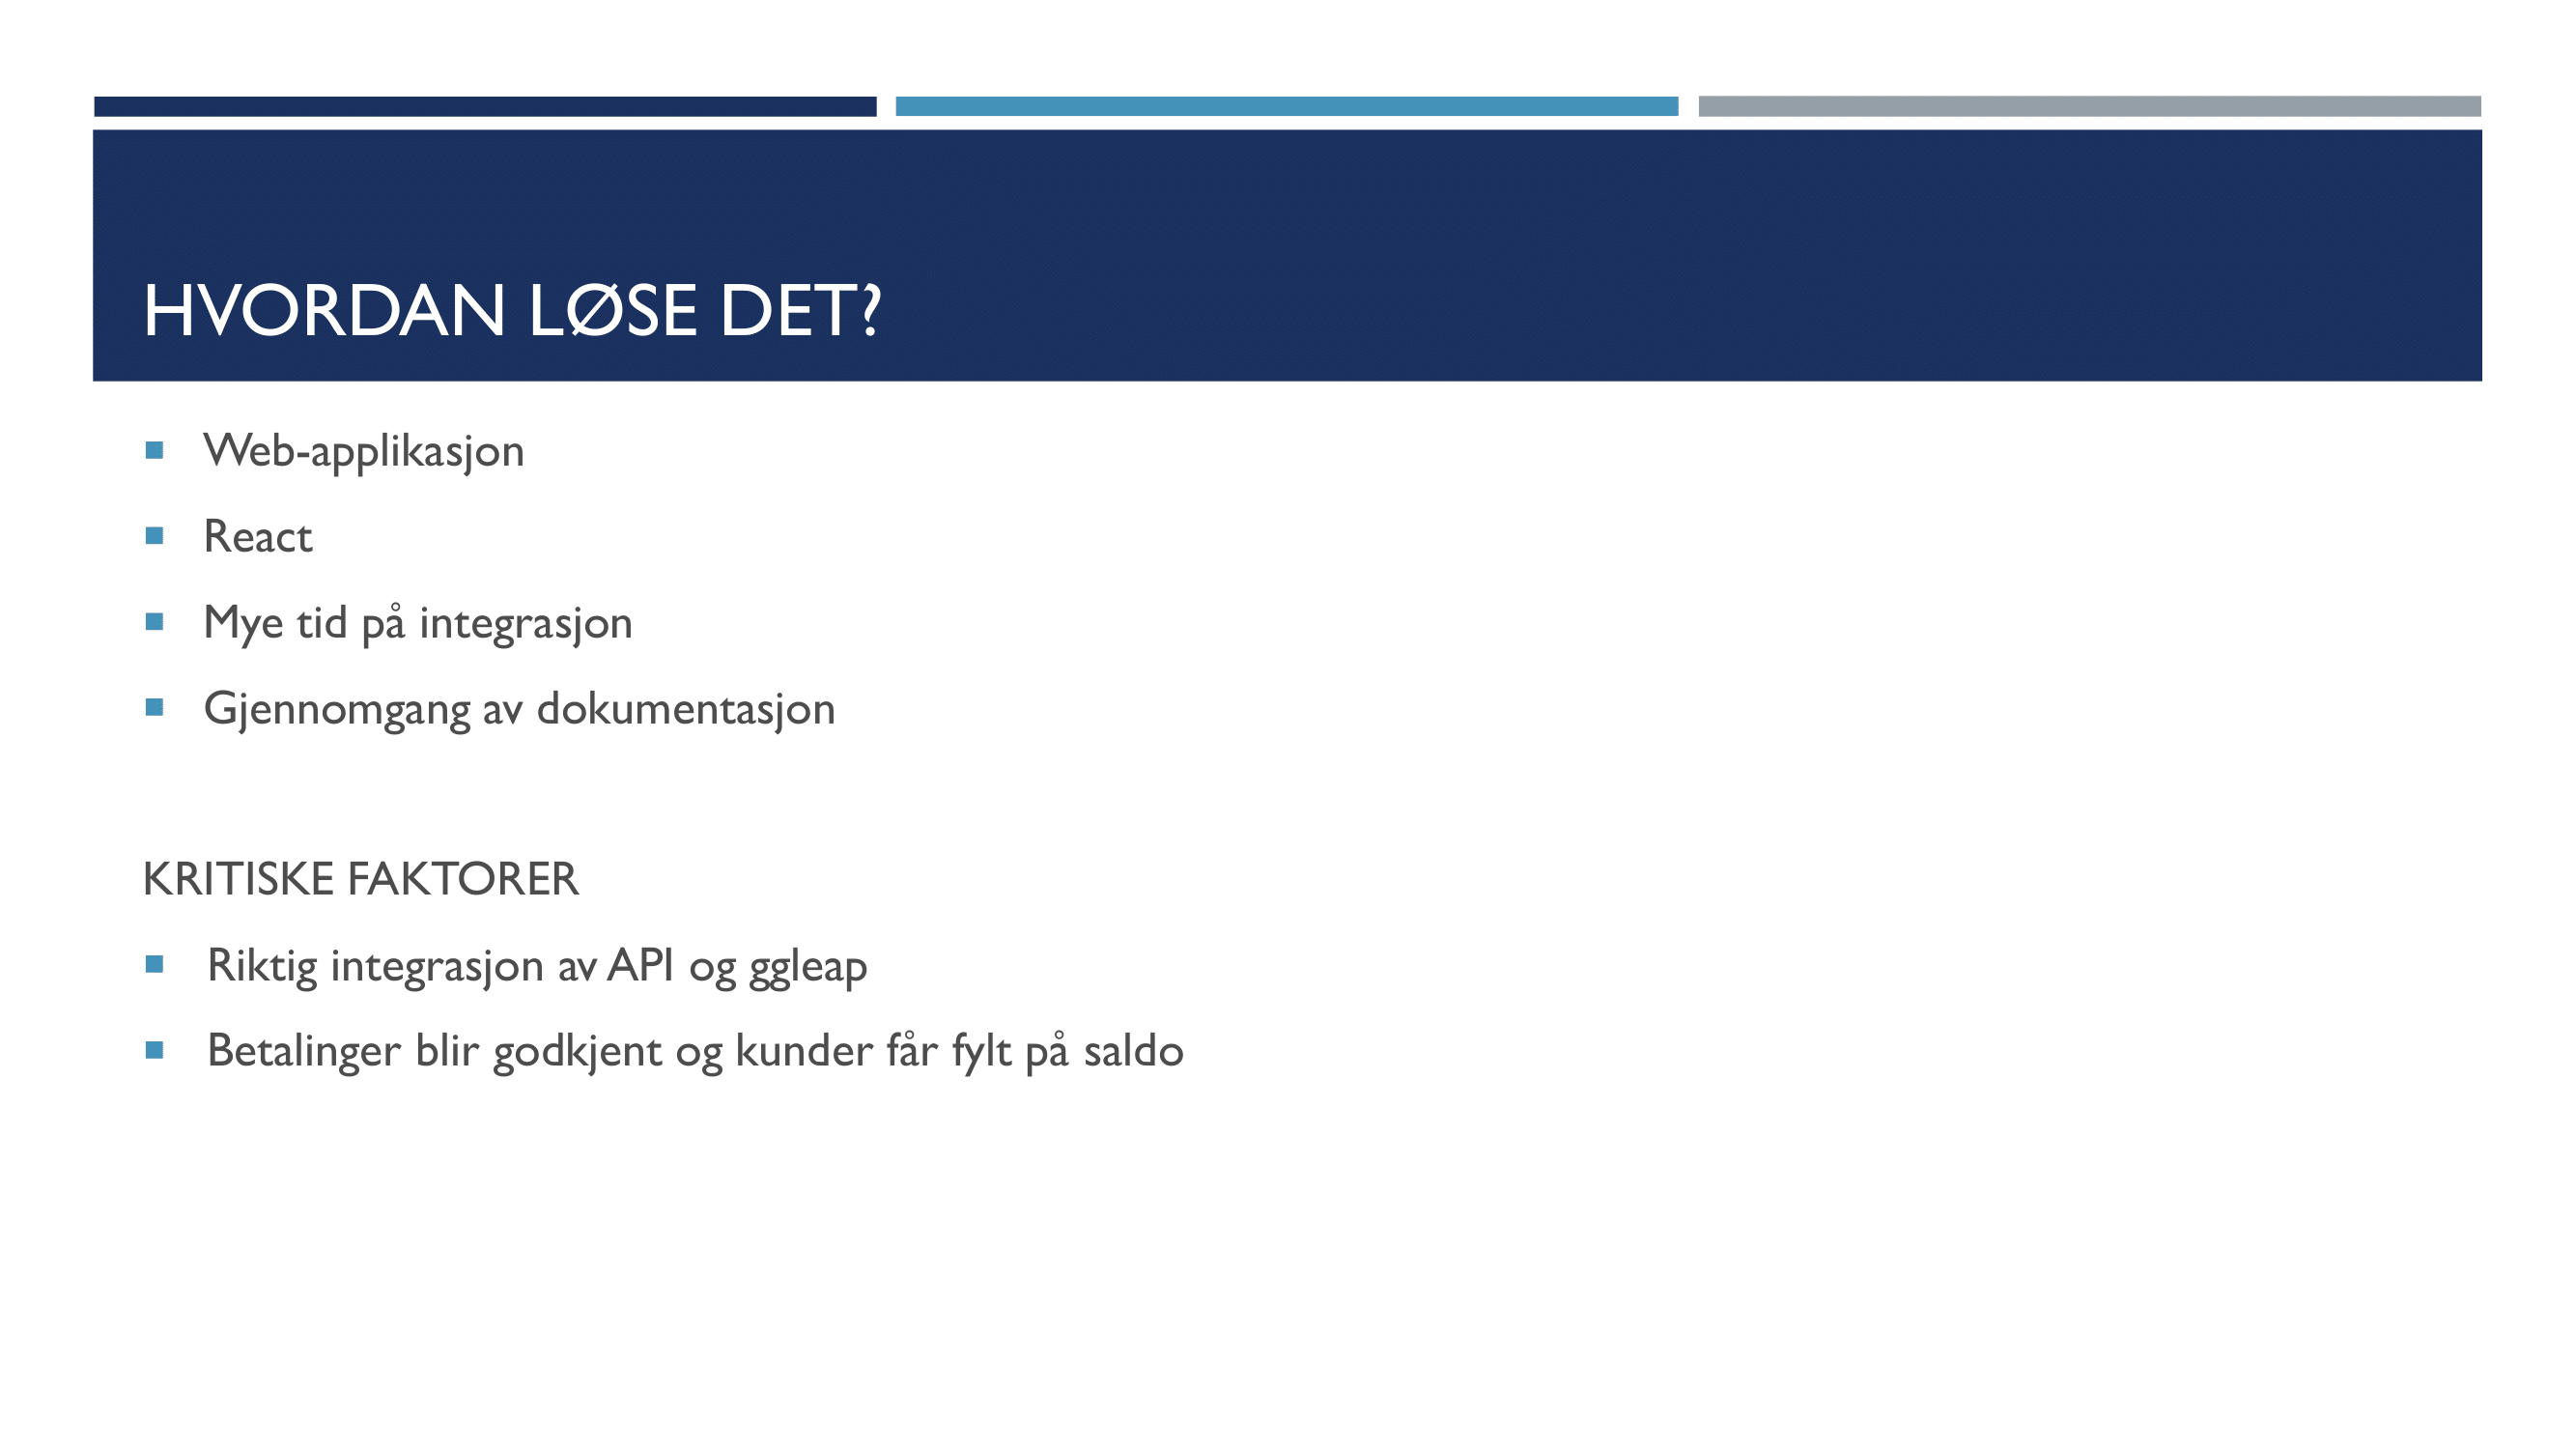 HVORDAN LØSE DET?
Web-applikasjon
React
Mye tid på integrasjon
Gjennomgang av dokumentasjon
KRITISKE FAKTORER
Riktig integrasjon av API og ggleap
Betalinger blir godkjent og kunder får fylt på saldo